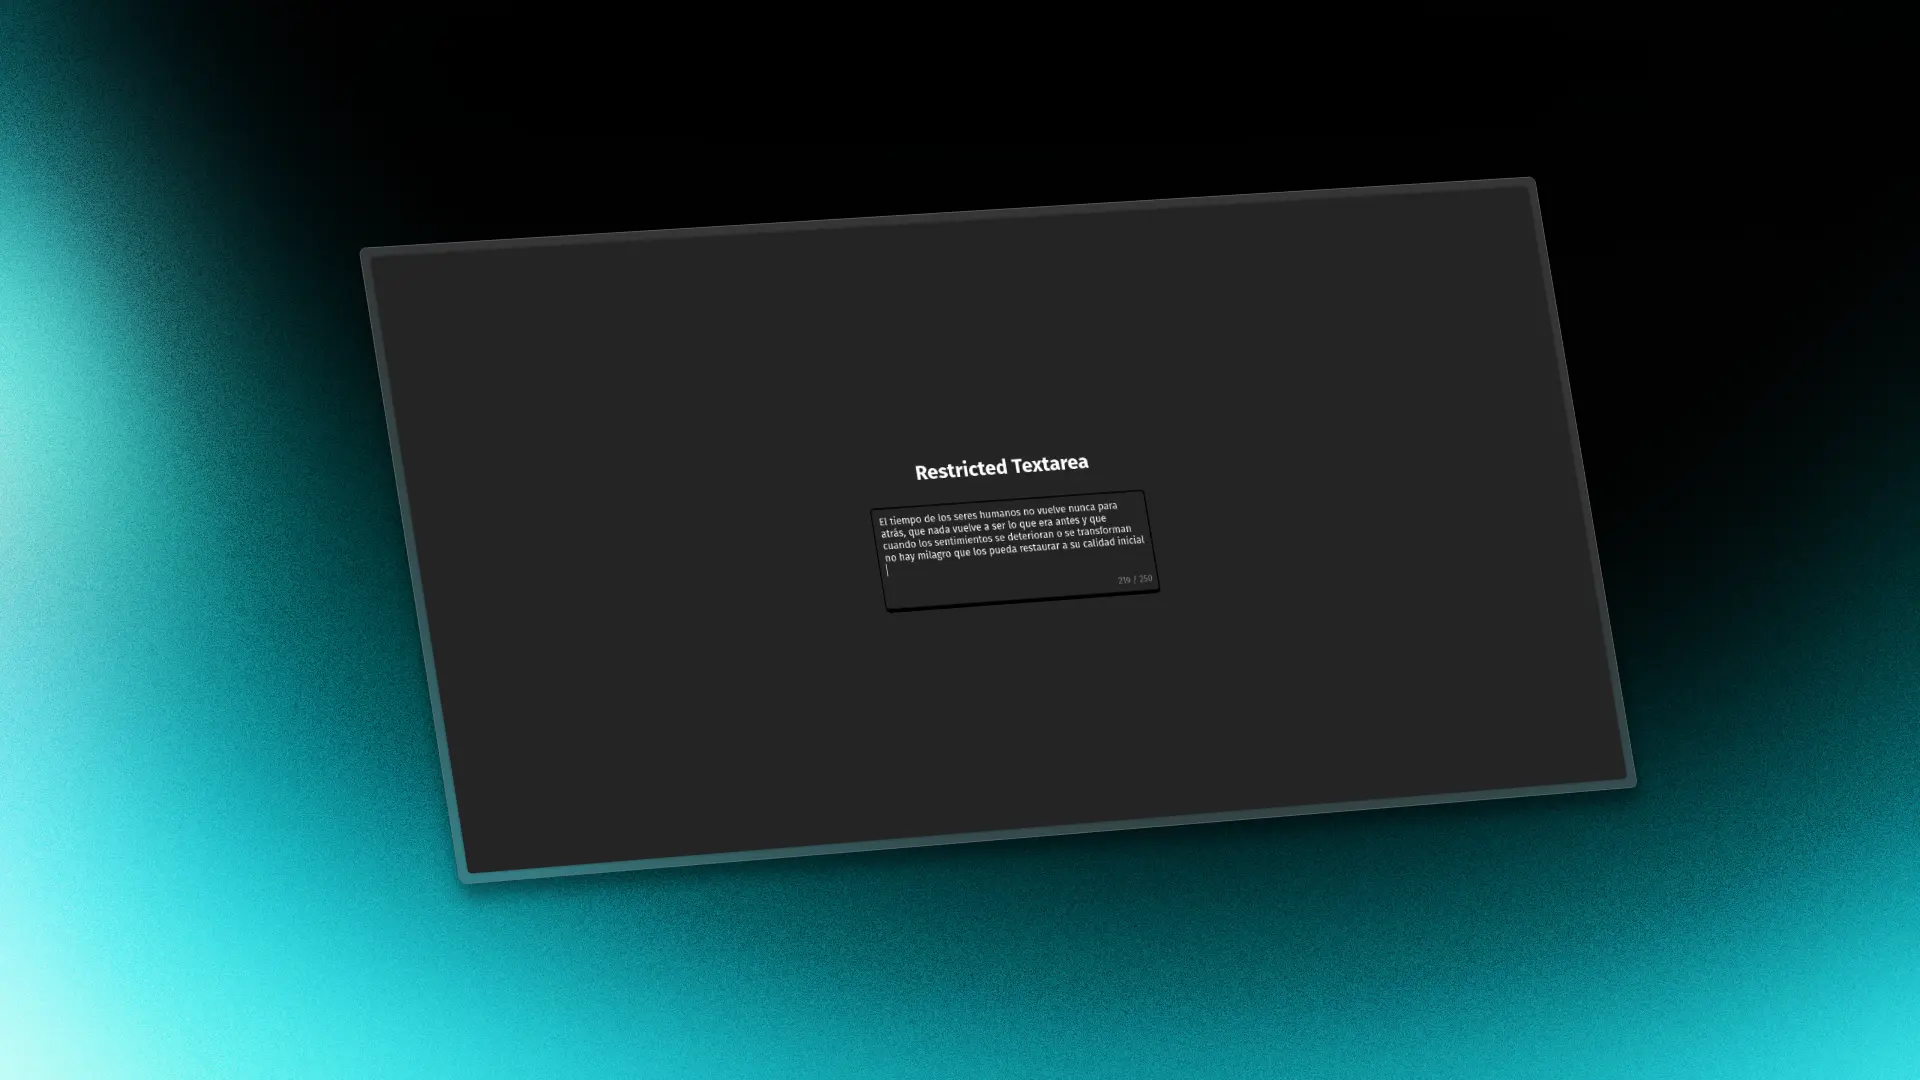 Restricted Textarea
El tiempo de los seres humanos no vuelve nunca para
atrás, que nada vuelve a ser lo que era antes y que
cuando los sentimientos se deterioran o se transforman
no hay milagro que los pueda restaurar a su calidad inicial
219 / 250